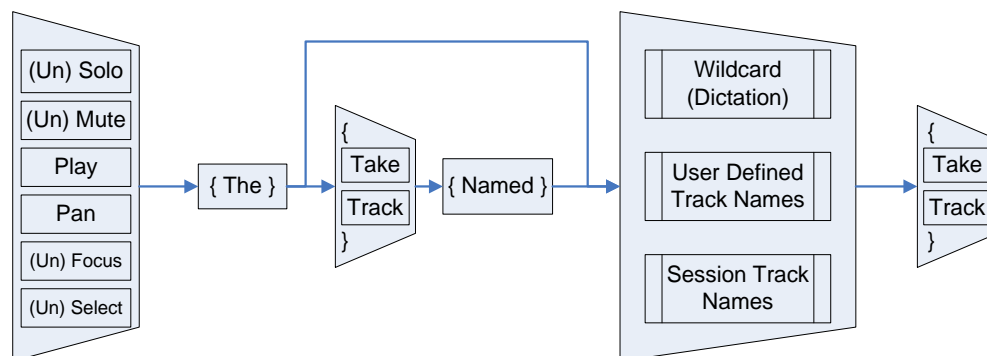 (Un) Solo
(Un) Mute
Play
Pan
(Un) Focus
(Un) Select
{ The }
{
Take
Track
}
{ Named }
Wildcard
(Dictation)
User Defined
Track Names
Session Track
Names
{
Take
Track
}